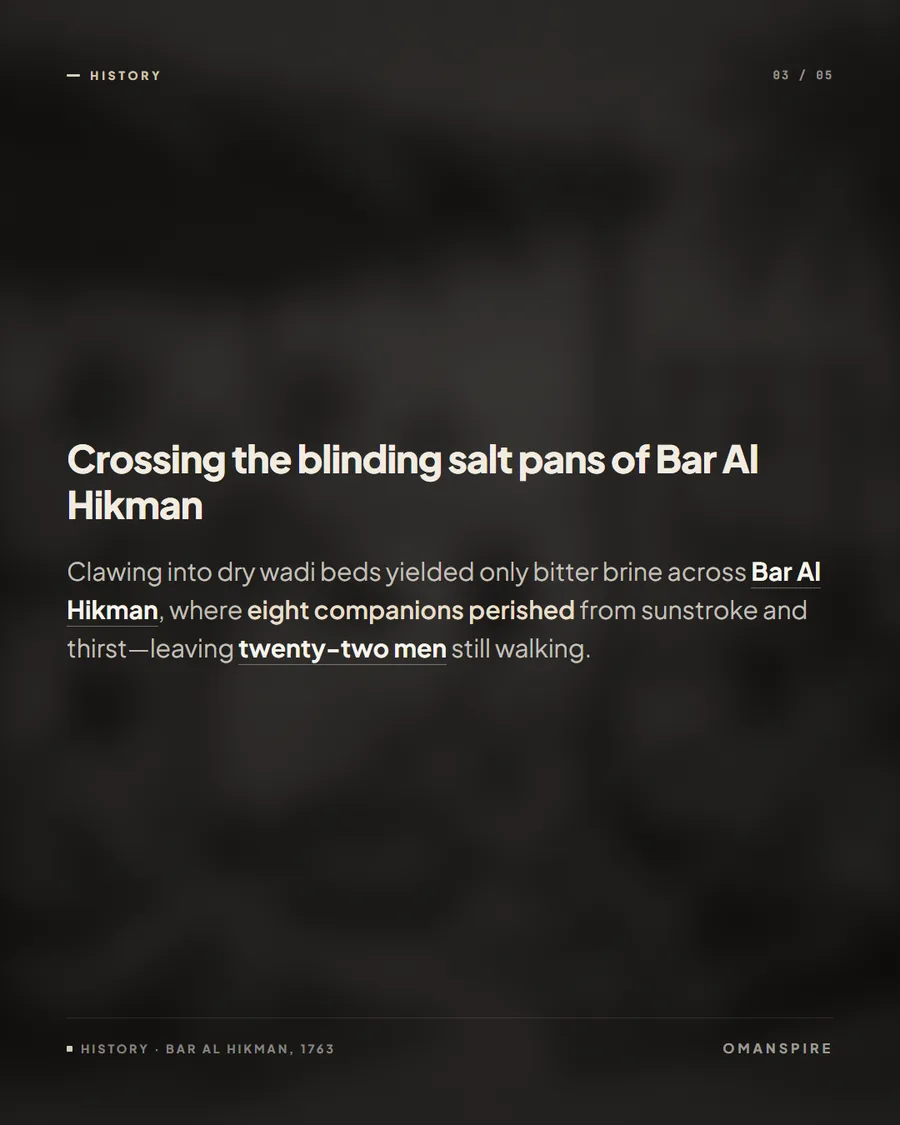 — HISTORY
03 / 05
Crossing the blinding salt pans of Bar Al
Hikman
Clawing into dry wadi beds yielded only bitter brine across Bar Al
Hikman, where eight companions perished from sunstroke and
thirst—leaving twenty-two men still walking.
HISTORY · BAR AL HIKMAN, 1763
OMANSPIRE